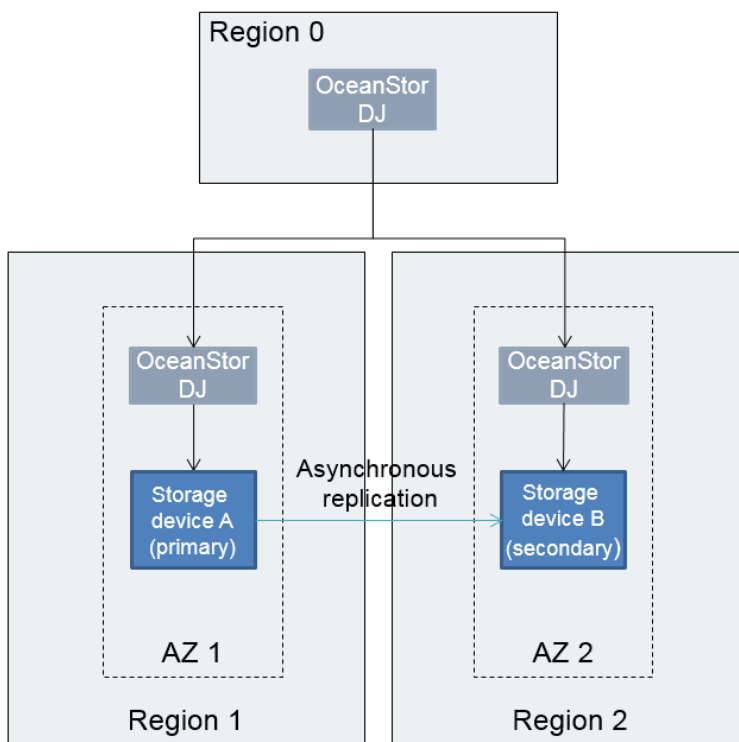 Region 0
OceanStor
DJ
OceanStor
DJ
OceanStor
DJ
Asynchronous
replication
Storage
device A
(primary)
Storage
device B
(secondary)
AZ 1
AZ 2
Region 1
Region 2